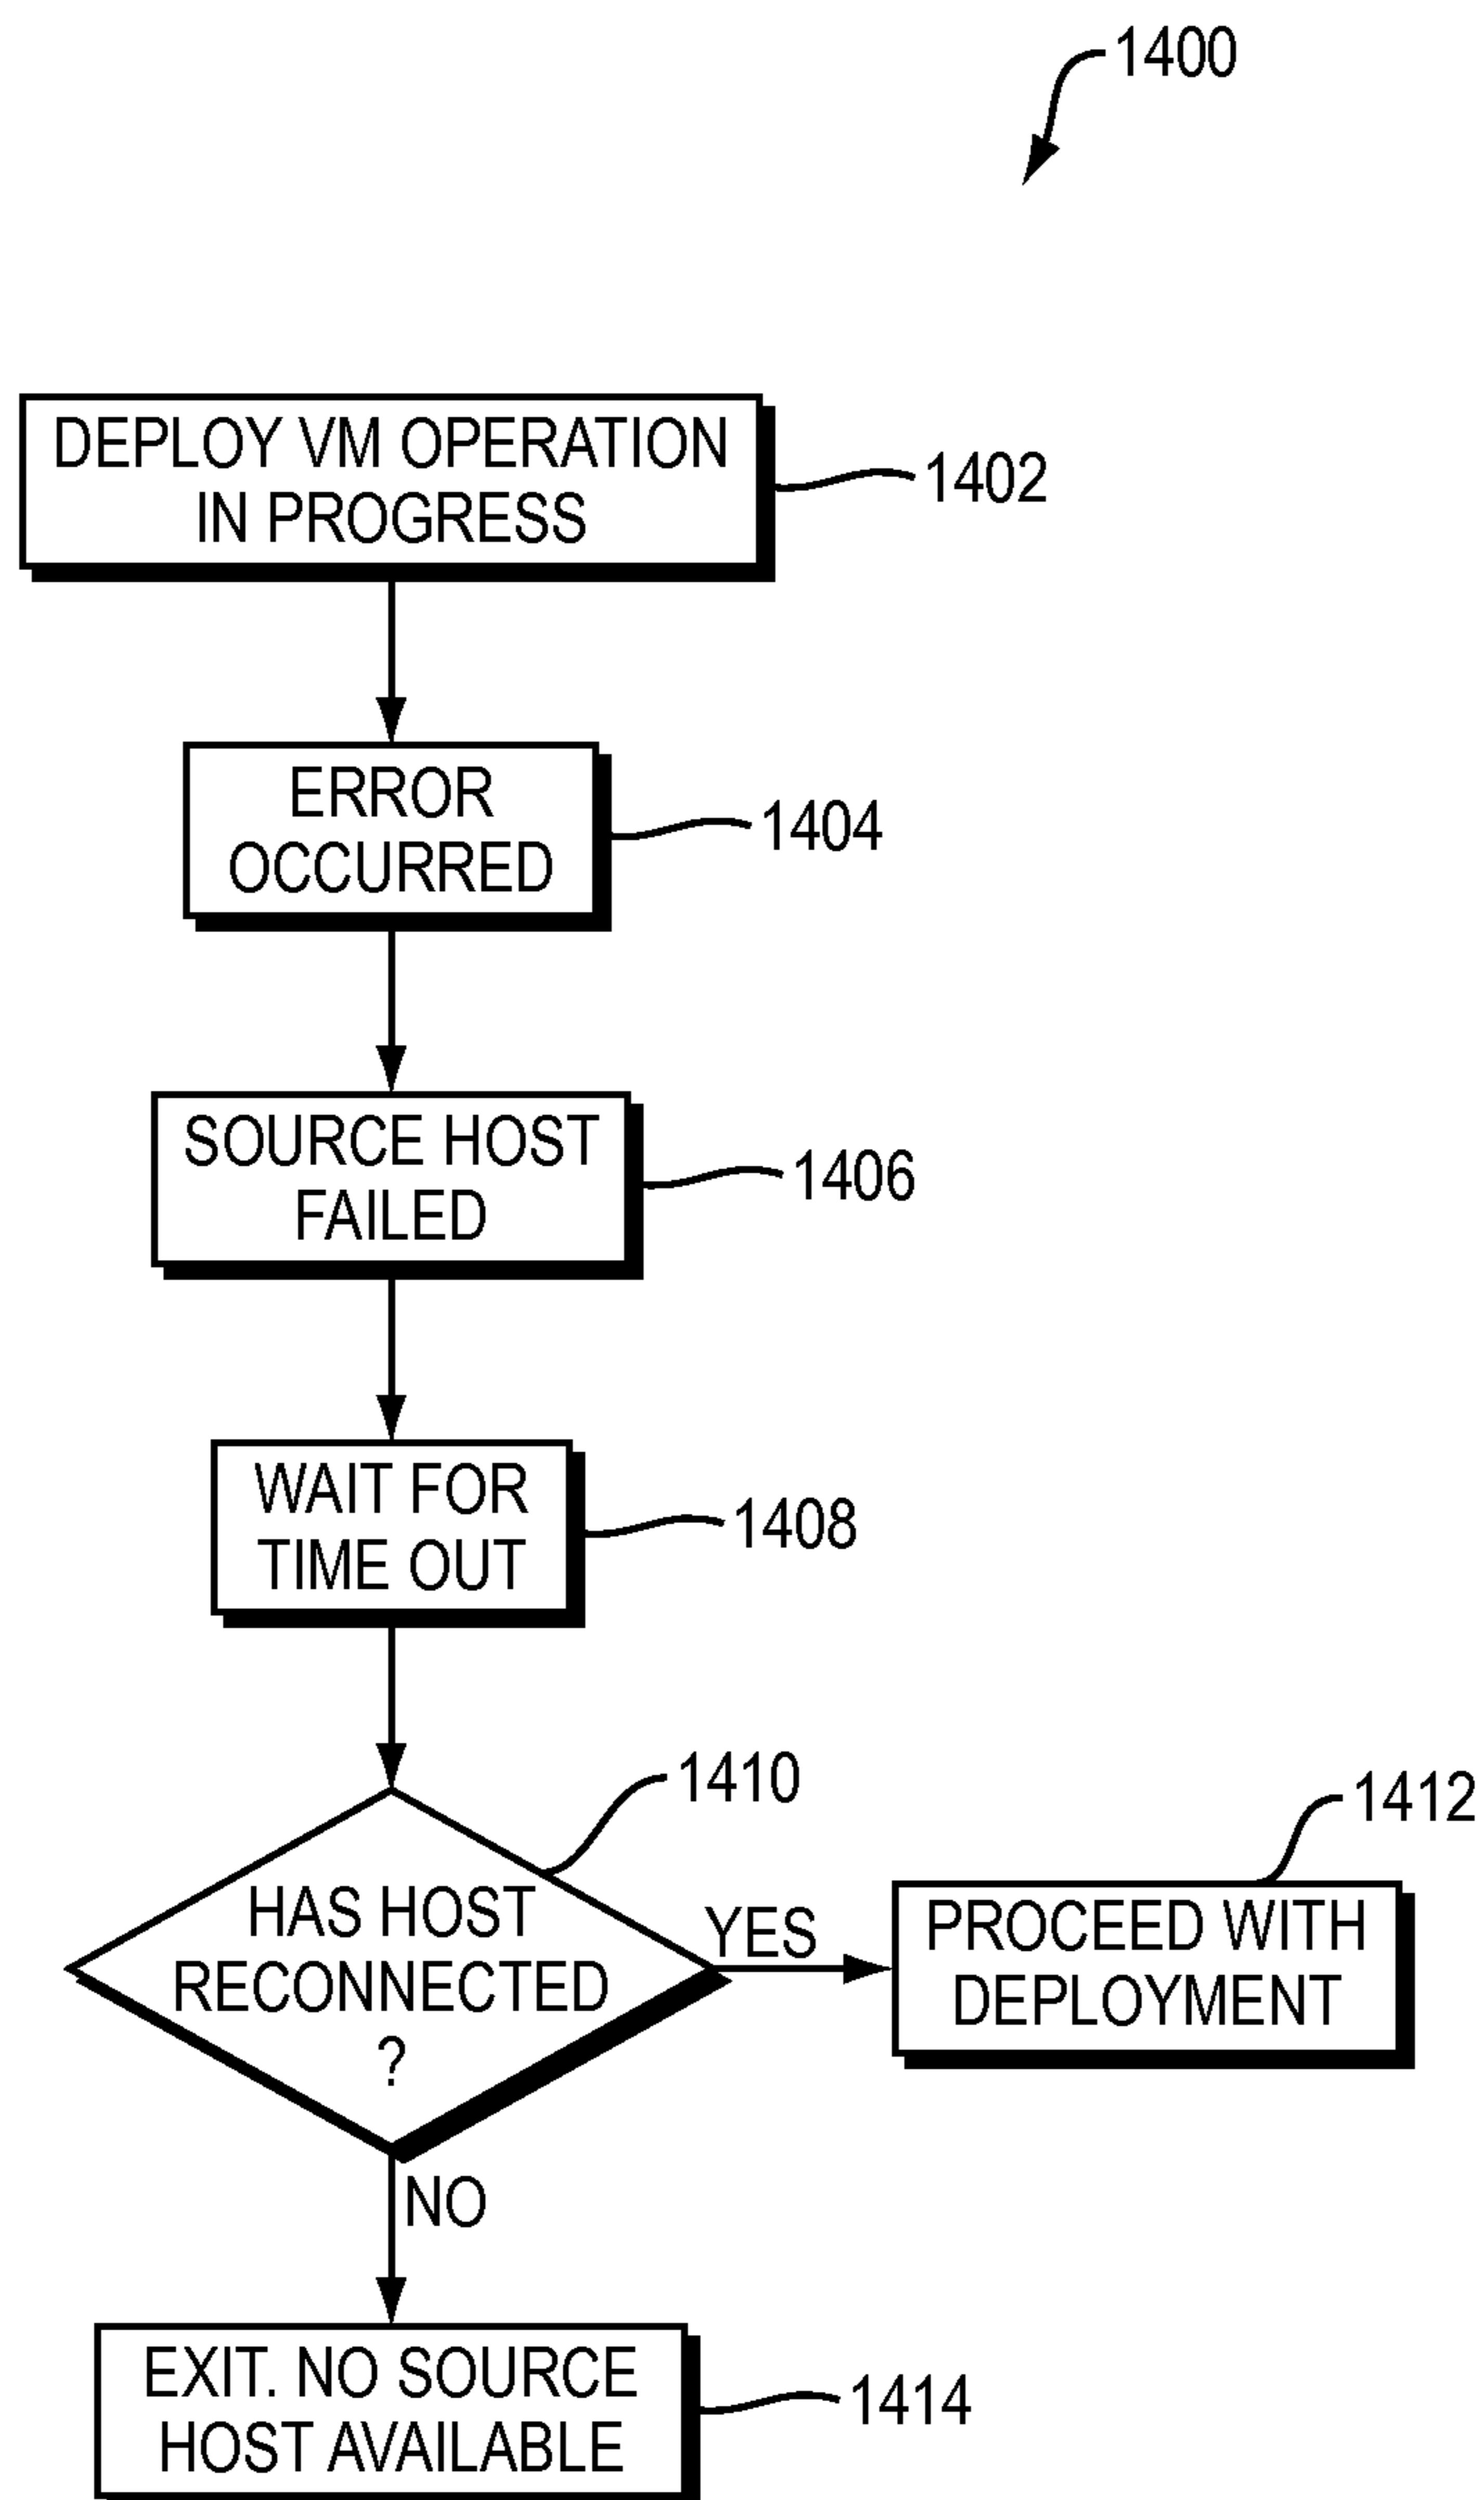 1400
DEPLOY VM OPERATION
IN PROGRESS
1402
ERROR
OCCURRED
1404
SOURCE HOST
FAILED
1406
WAIT FOR
TIME OUT
1408
1410
HAS HOST
RECONNECTED
?
YES
1412
PROCEED WITH
DEPLOYMENT
NO
EXIT. NO SOURCE
HOST AVAILABLE
1414